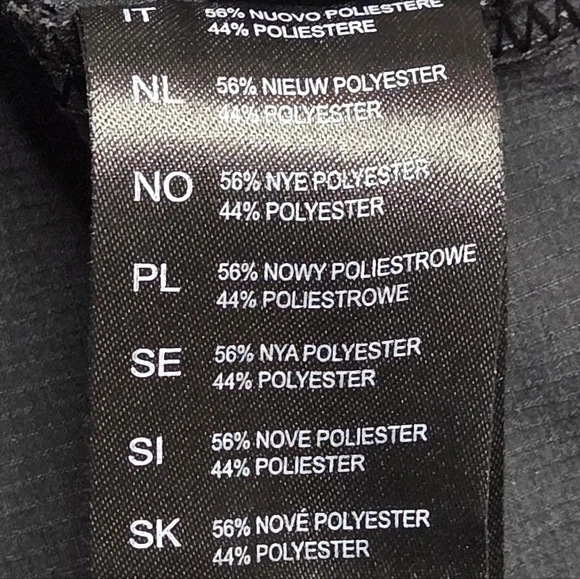 IT 56% NUOVO POLIESTERE
44% POLIESTERE
NL 56% NIEUW POLYESTER
44% POLYESTER
NO 56% NYE POLYESTER
44% POLYESTER
PL 56% NOWY POLIESTROWE
44% POLIESTROWE
SE 56% NYA POLYESTER
44% POLYESTER
SI 56% NOVE POLIESTER
44% POLIESTER
SK 56% NOVÉ POLYESTER
44% POLYESTER